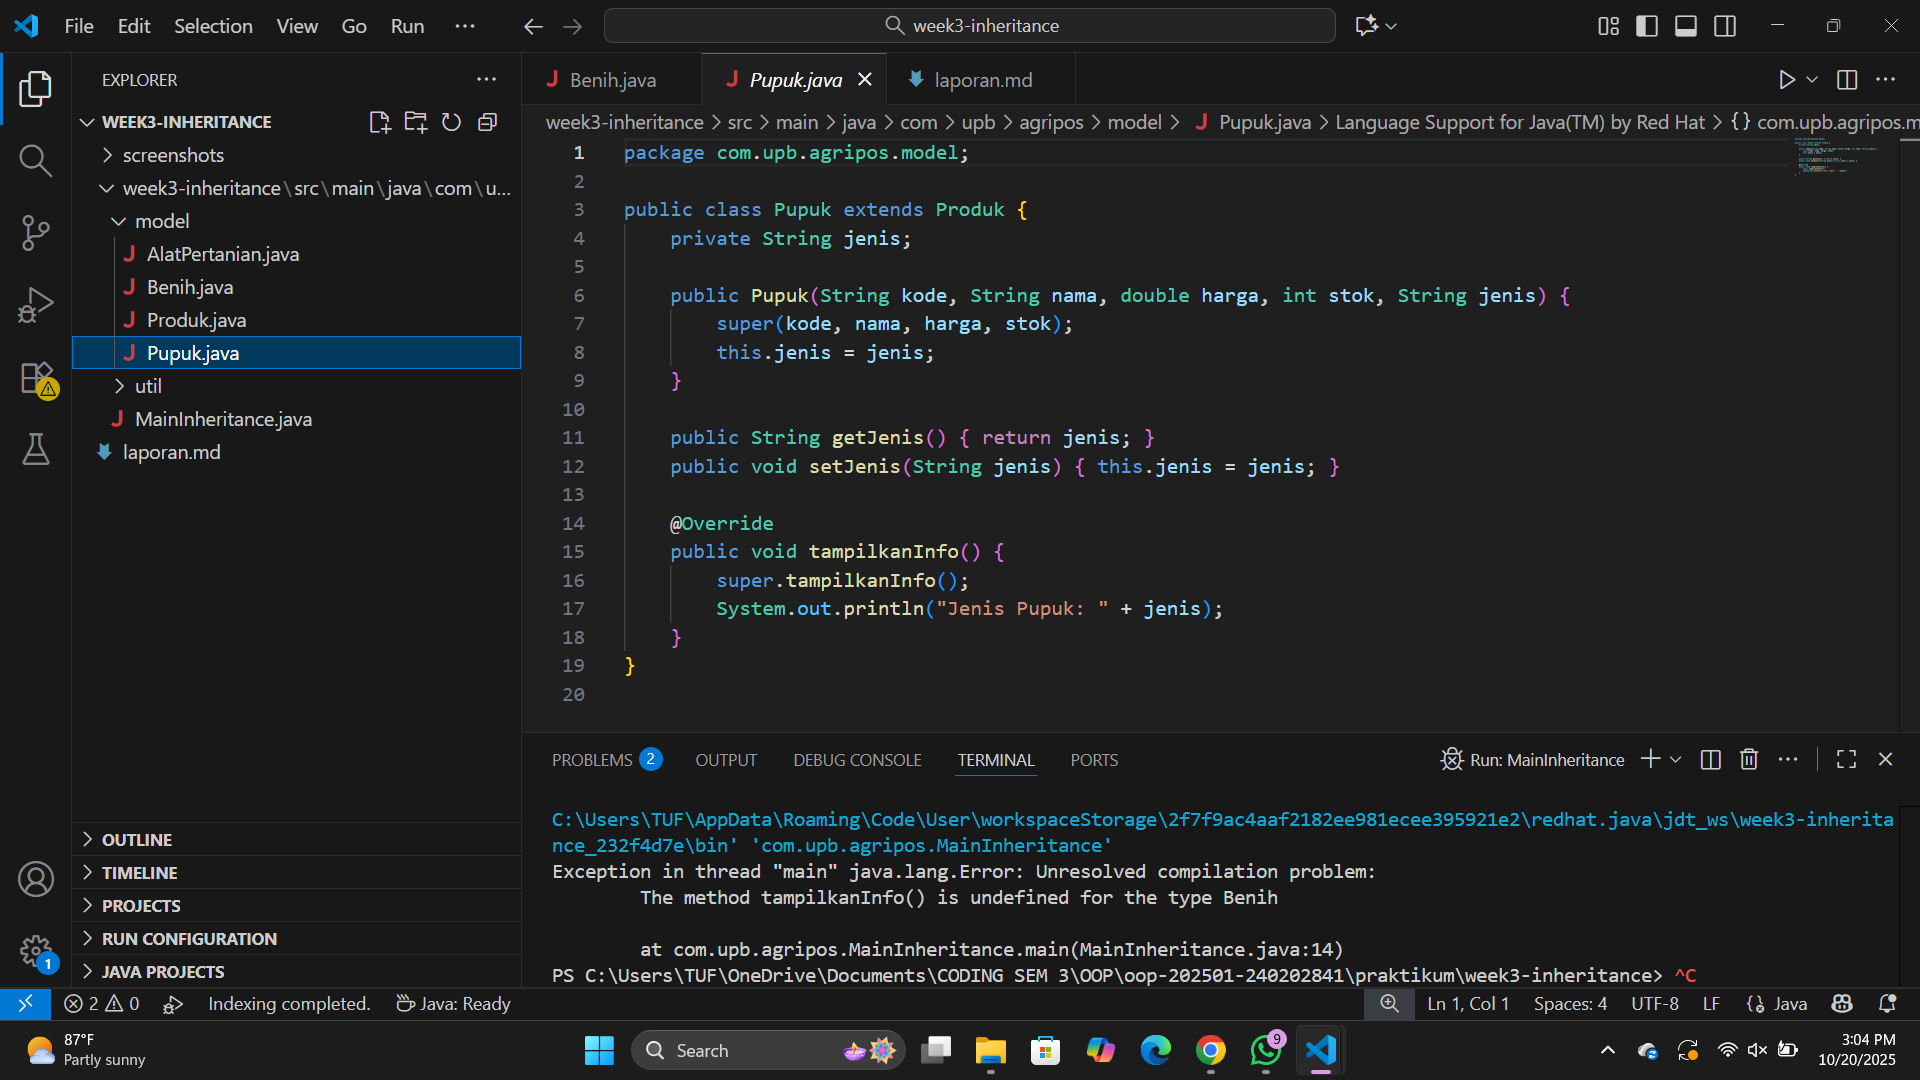 File Edit Selection View Go Run
week3-inheritance
EXPLORER
WEEK3-INHERITANCE
screenshots
week3-inheritance\src\main\java\com\u...
model
AlatPertanian.java
Benih.java
Produk.java
Pupuk.java
util
MainInheritance.java
laporan.md
OUTLINE
TIMELINE
PROJECTS
RUN CONFIGURATION
JAVA PROJECTS
1
Benih.java Pupuk.java laporan.md
week3-inheritance > src > main > java > com > upb > agripos > model > Pupuk.java > Language Support for Java(TM) by Red Hat > {} com.upb.agripos.m
1 package com.upb.agripos.model;
2
3 public class Pupuk extends Produk {
4 private String jenis;
5
6 public Pupuk(String kode, String nama, double harga, int stok, String jenis) {
7 super(kode, nama, harga, stok);
8 this.jenis = jenis;
9 }
10
11 public String getJenis() { return jenis; }
12 public void setJenis(String jenis) { this.jenis = jenis; }
13
14 @Override
15 public void tampilkanInfo() {
16 super.tampilkanInfo();
17 System.out.println("Jenis Pupuk: " + jenis);
18 }
19 }
20
PROBLEMS 2 OUTPUT DEBUG CONSOLE TERMINAL PORTS Run: MainInheritance
C:\Users\TUF\AppData\Roaming\Code\User\workspaceStorage\2f7f9ac4aaf2182ee981ecee395921e2\redhat.java\jdt_ws\week3-inherita
nce_232f4d7e\bin' 'com.upb.agripos.MainInheritance'
Exception in thread "main" java.lang.Error: Unresolved compilation problem:
The method tampilkanInfo() is undefined for the type Benih
at com.upb.agripos.MainInheritance.main(MainInheritance.java:14)
PS C:\Users\TUF\OneDrive\Documents\CODING SEM 3\OOP\oop-202501-240202841\praktikum\week3-inheritance> ^C
2 0 Indexing completed. Java: Ready Ln 1, Col 1 Spaces: 4 UTF-8 LF {} Java
87°F
Partly sunny
Search
9
3:04 PM
10/20/2025